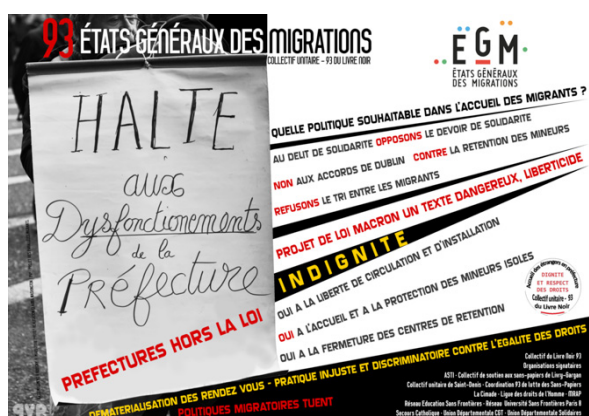 93 ÉTATS GÉNÉRAUX DES MIGRATIONS
COLLECTIF UNITAIRE - 93 DU LIVRE NOIR
EGM
ÉTATS GÉNÉRAUX
DES MIGRATIONS
HALTE
aux
Dysfonctionements
de la
PRÉfecture
PREFECTURES HORS LA LOI
QUELLE POLITIQUE SOUHAITABLE DANS L'ACCUEIL DES MIGRANTS ?
AU DELIT DE SOLIDARITE OPPOSONS LE DEVOIR DE SOLIDARITE
NON AUX ACCORDS DE DUBLIN CONTRE LA RETENTION DES MINEURS
REFUSONS LE TRI ENTRE LES MIGRANTS
PROJET DE LOI MACRON UN TEXTE DANGEREUX, LIBERTICIDE
INDIGNITE
OUI A LA LIBERTE DE CIRCULATION ET D'INSTALLATION
OUI A L'ACCUEIL ET A LA PROTECTION DES MINEURS ISOLES
OUI A LA FERMETURE DES CENTRES DE RETENTION
Accueil des étrangers en préfecture
DIGNITE
ET RESPECT
DES DROITS
Collectif unitaire - 93
du Livre Noir
DEMATERIALISATION DES RENDEZ VOUS - PRATIQUE INJUSTE ET DISCRIMINATOIRE CONTRE L'EGALITE DES DROITS
POLITIQUES MIGRATOIRES TUENT
Collectif du Livre Noir 93
Organisations signataires
ASTI - Collectif de soutien aux sans-papiers de Livry-Gargan
Collectif unitaire de Saint-Denis - Coordination 93 de lutte des Sans-Papiers
La Cimade - Ligue des droits de l'Homme - MRAP
Réseau Education Sans Frontières - Réseau Université Sans Frontières Paris 8
Secours Catholique - Union Départementale CGT - Union Départementale Solidaires